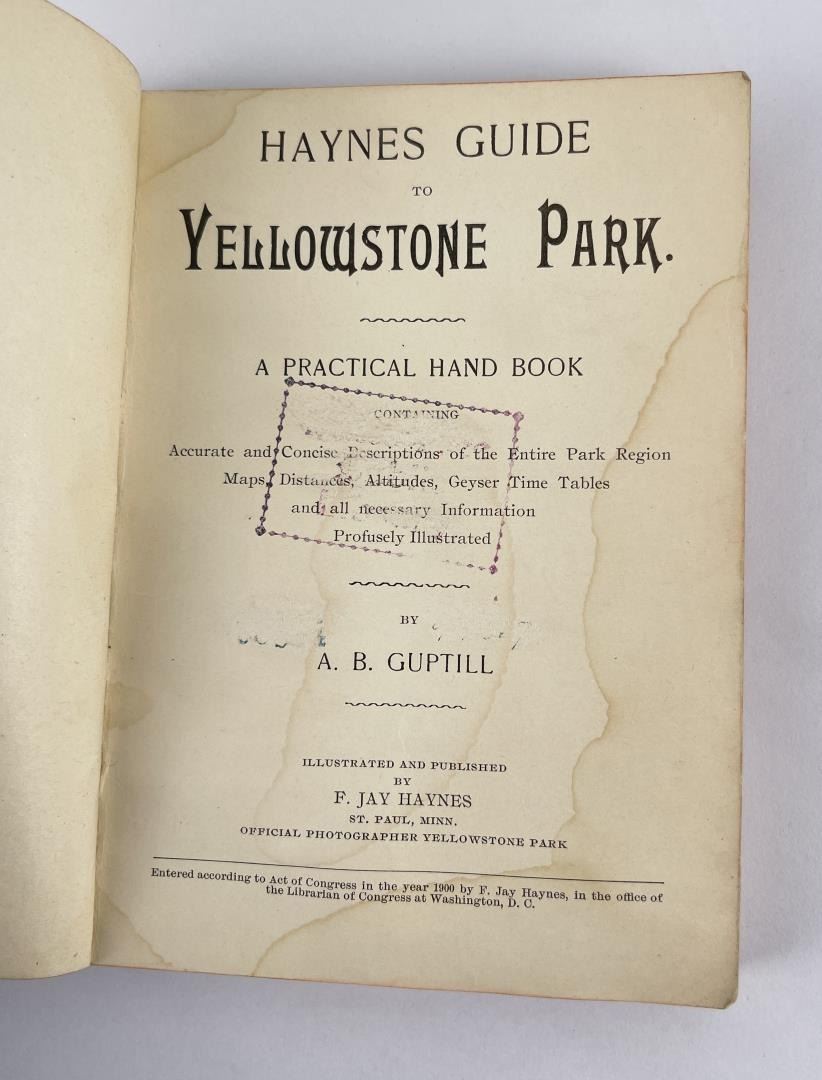 HAYNES GUIDE
TO
YELLOWSTONE PARK.
A PRACTICAL HAND BOOK
CONTAINING
Accurate and Concise Descriptions of the Entire Park Region
Maps, Distances, Altitudes, Geyser Time Tables
and all necessary Information
Profusely Illustrated
BY
A. B. GUPTILL
ILLUSTRATED AND PUBLISHED
BY
F. JAY HAYNES
ST. PAUL, MINN.
OFFICIAL PHOTOGRAPHER YELLOWSTONE PARK
Entered according to Act of Congress in the year 1900 by F. Jay Haynes, in the office of
the Librarian of Congress at Washington, D. C.